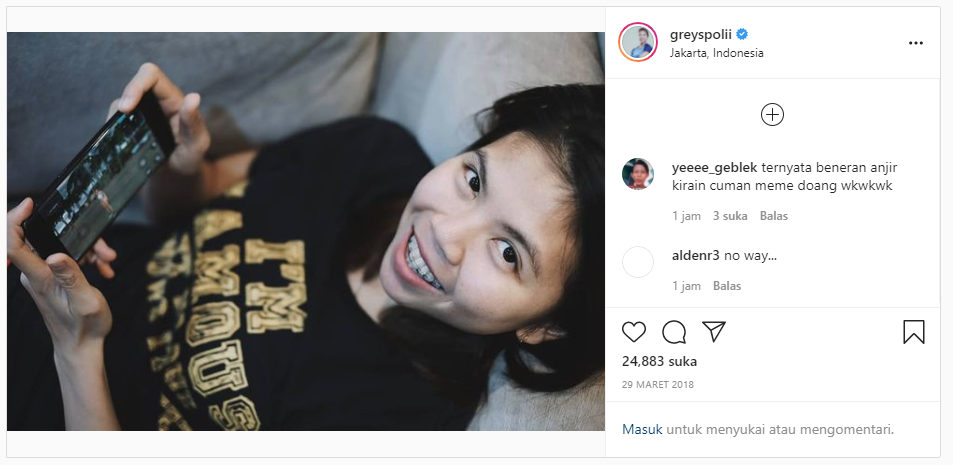 greyspolii
Jakarta, Indonesia
yeeee_geblek ternyata beneran anjir
kirain cuman meme doang wkwkwk
1 jam 3 suka Balas
aldenr3 no way...
1 jam Balas
24,883 suka
29 MARET 2018
Masuk untuk menyukai atau mengomentari.
I'M
AMOUS